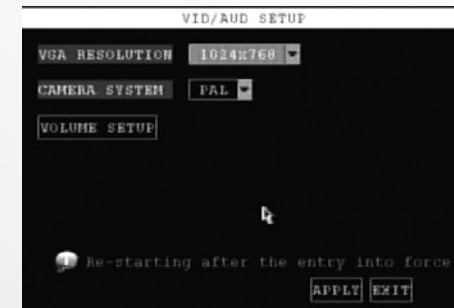 VID/AUD SETUP
VGA RESOLUTION 1024x768
CAMERA SYSTEM PAL
VOLUME SETUP
Re-starting after the entry into force
APPLY EXIT